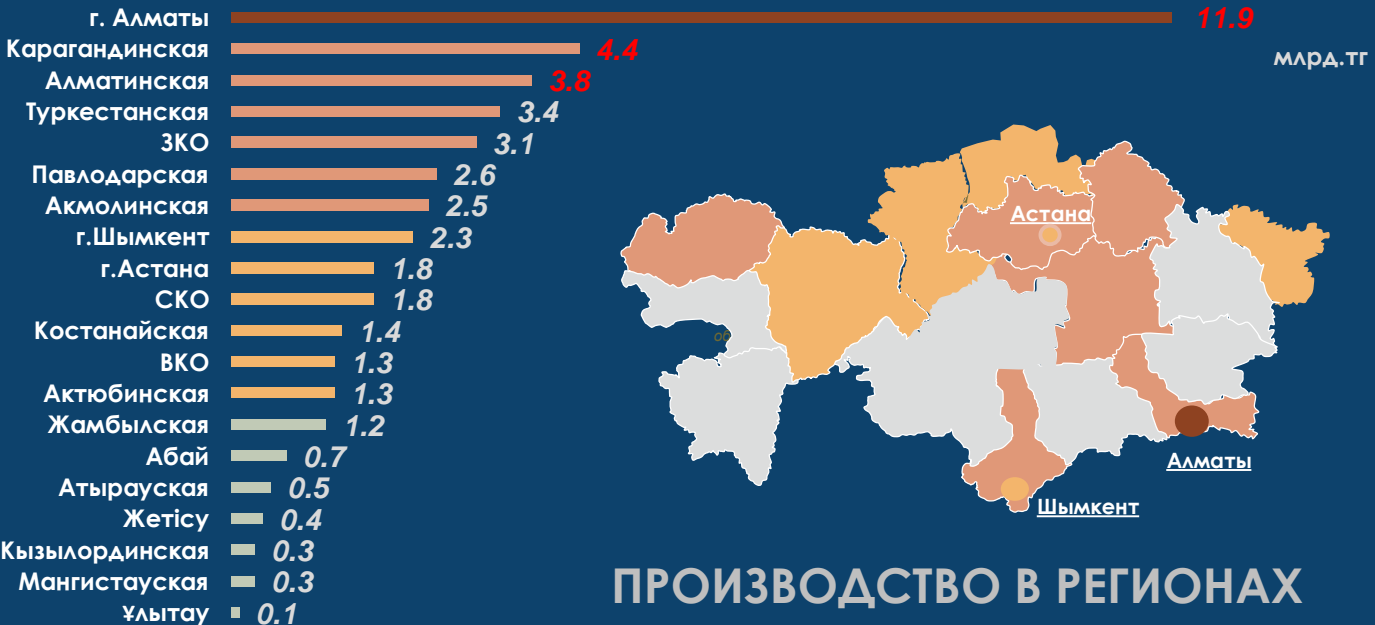 г. Алматы 11.9
Карагандинская 4.4
млрд.тг
Алматинская 3.8
Туркестанская 3.4
ЗКО 3.1
Павлодарская 2.6
Акмолинская 2.5
г.Шымкент 2.3
г.Астана 1.8
СКО 1.8
Костанайская 1.4
ВКО 1.3
Актюбинская 1.3
Жамбылская 1.2
Абай 0.7
Атырауская 0.5
Жетісу 0.4
Кызылординская 0.3
Мангистауская 0.3
Ұлытау 0.1
Астана
об
Алматы
Шымкент
ПРОИЗВОДСТВО В РЕГИОНАХ